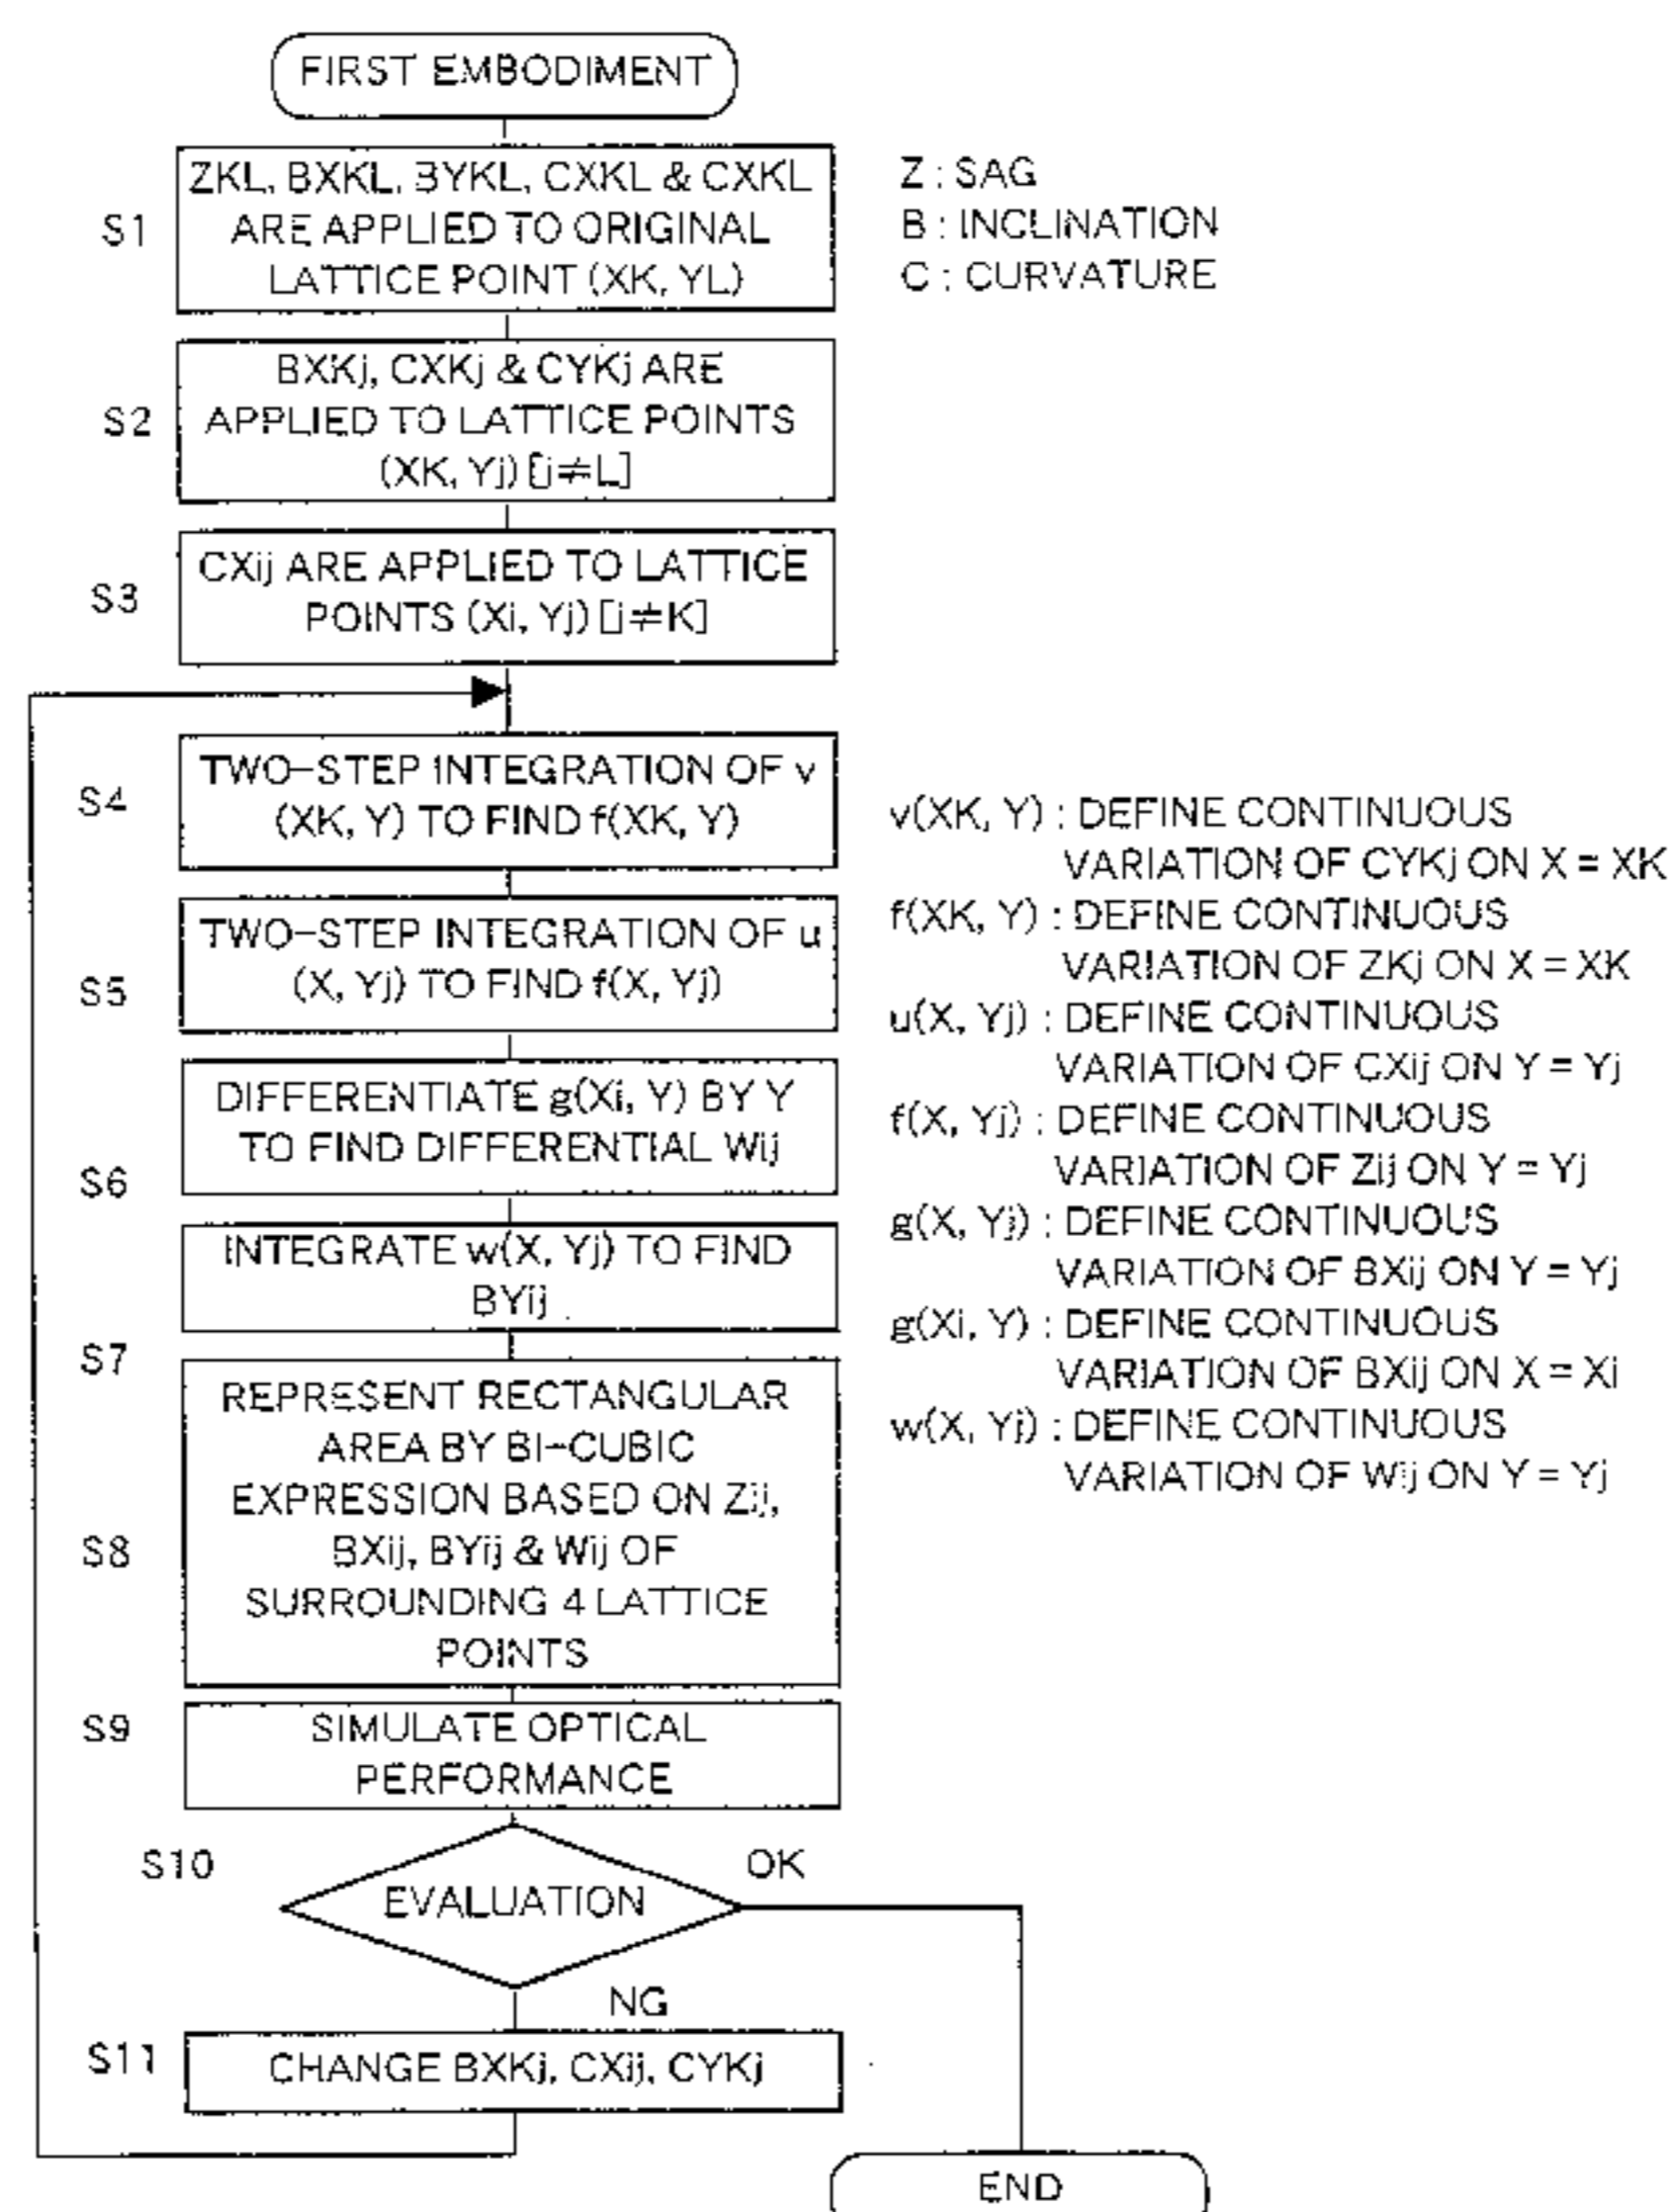 FIRST EMBODIMENT
S1
ZKL, BXKL, BYKL, CXKL & CXKL
ARE APPLIED TO ORIGINAL
LATTICE POINT (XK, YL)
Z : SAG
B : INCLINATION
C : CURVATURE
S2
BXKj, CXKj & CYKj ARE
APPLIED TO LATTICE POINTS
(XK, Yj) [j≠L]
S3
CXij ARE APPLIED TO LATTICE
POINTS (Xi, Yj) [i≠K]
S4
TWO-STEP INTEGRATION OF v
(XK, Y) TO FIND f(XK, Y)
S5
TWO-STEP INTEGRATION OF u
(X, Yj) TO FIND f(X, Yj)
S6
DIFFERENTIATE g(Xi, Y) BY Y
TO FIND DIFFERENTIAL Wij
S7
INTEGRATE w(X, Yj) TO FIND
BYij
S8
REPRESENT RECTANGULAR
AREA BY BI-CUBIC
EXPRESSION BASED ON Zij,
BXij, BYij & Wij OF
SURROUNDING 4 LATTICE
POINTS
v(XK, Y) : DEFINE CONTINUOUS
VARIATION OF CYKj ON X = XK
f(XK, Y) : DEFINE CONTINUOUS
VARIATION OF ZKj ON X = XK
u(X, Yj) : DEFINE CONTINUOUS
VARIATION OF CXij ON Y = Yj
f(X, Yj) : DEFINE CONTINUOUS
VARIATION OF Zij ON Y = Yj
g(X, Yj) : DEFINE CONTINUOUS
VARIATION OF BXij ON Y = Yj
g(Xi, Y) : DEFINE CONTINUOUS
VARIATION OF BXij ON X = Xi
w(X, Yj) : DEFINE CONTINUOUS
VARIATION OF Wij ON Y = Yj
S9
SIMULATE OPTICAL
PERFORMANCE
S10
EVALUATION
OK
NG
S11
CHANGE BXKj, CXij, CYKj
END